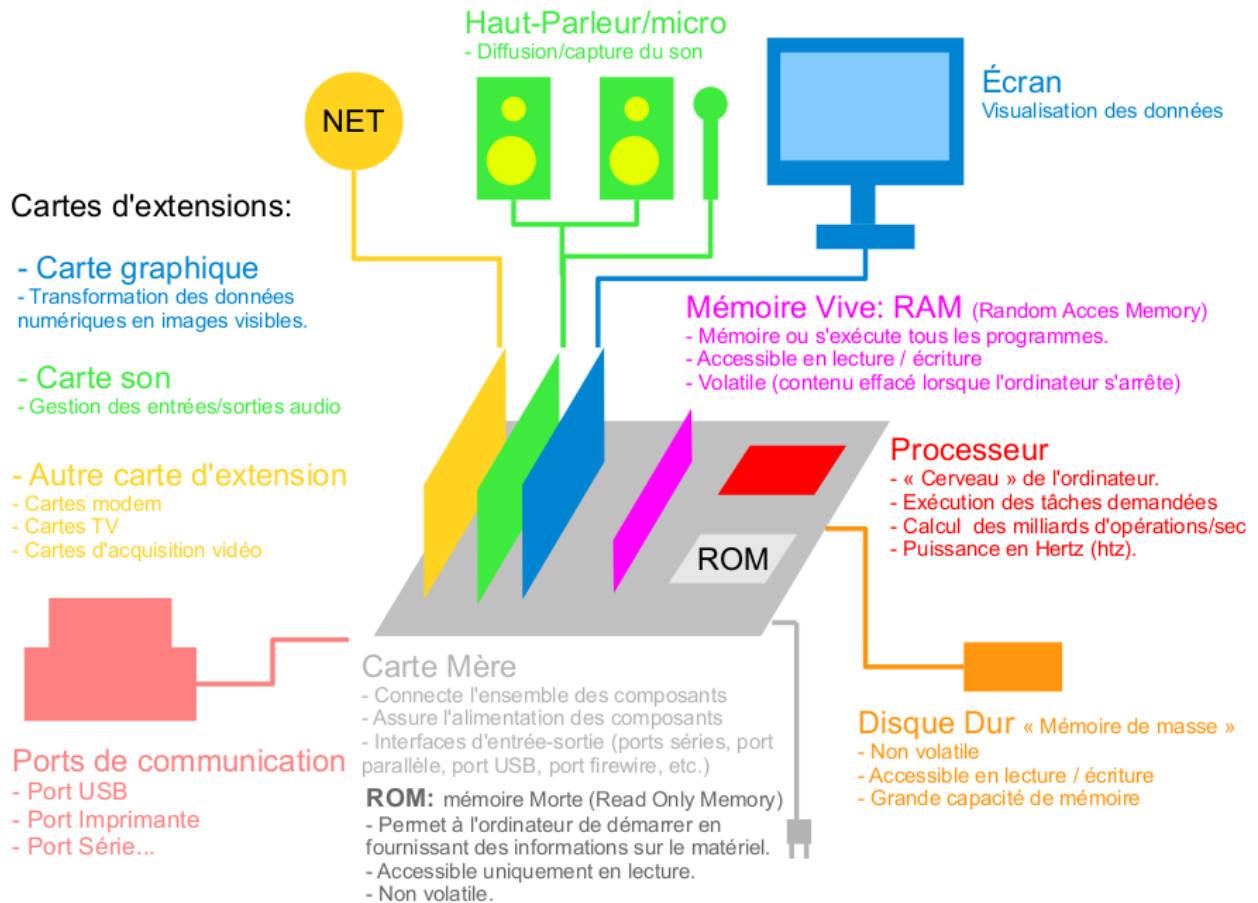 Haut-Parleur/micro
- Diffusion/capture du son
NET
Écran
Visualisation des données
Cartes d'extensions:
- Carte graphique
- Transformation des données
numériques en images visibles.
- Carte son
- Gestion des entrées/sorties audio
- Autre carte d'extension
- Cartes modem
- Cartes TV
- Cartes d'acquisition vidéo
Mémoire Vive: RAM (Random Acces Memory)
- Mémoire ou s'exécute tous les programmes.
- Accessible en lecture / écriture
- Volatile (contenu effacé lorsque l'ordinateur s'arrête)
Processeur
- « Cerveau » de l'ordinateur.
- Exécution des tâches demandées
- Calcul des milliards d'opérations/sec
- Puissance en Hertz (htz).
ROM
Carte Mère
- Connecte l'ensemble des composants
- Assure l'alimentation des composants
- Interfaces d'entrée-sortie (ports séries, port
parallèle, port USB, port firewire, etc.)
ROM: mémoire Morte (Read Only Memory)
- Permet à l'ordinateur de démarrer en
fournissant des informations sur le matériel.
- Accessible uniquement en lecture.
- Non volatile.
Disque Dur « Mémoire de masse »
- Non volatile
- Accessible en lecture / écriture
- Grande capacité de mémoire
Ports de communication
- Port USB
- Port Imprimante
- Port Série...